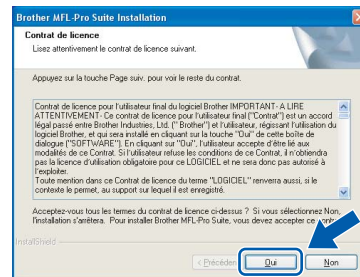 Brother MFL-Pro Suite Installation
Contrat de licence
Lisez attentivement le contrat de licence suivant.
Appuyez sur la touche Page suiv. pour voir le reste du contrat.
Contrat de licence pour l'utilisateur final du logiciel Brother IMPORTANT- A LIRE
ATTENTIVEMENT- Ce contrat de licence pour l'utilisateur final ("Contrat") est un accord
légal passé entre Brother Industries, Ltd. (" Brother") et l'utilisateur, régissant l'utilisation du
logiciel Brother, et qui sera installé en cliquant sur la touche "Oui" de cette boîte de
dialogue ("SOFTWARE"). En cliquant sur "Oui", l'utilisateur accepte d'être lié aux
modalités de ce Contrat. Si l'utilisateur refuse les conditions de ce Contrat, il n'obtiendra
pas la licence d'utilisation obligatoire pour ce LOGICIEL et ne sera donc pas autorisé à
l'exploiter.
Toute mention dans ce Contrat de licence du terme "LOGICIEL" renverra aussi, si le
contexte le permet, au support sur lequel il est enregistré.
Acceptez-vous tous les termes du contrat de licence ci-dessus ? Si vous sélectionnez Non,
l'installation s'arrêtera. Pour installer Brother MFL-Pro Suite, vous devez accepter ce
InstallShield
< Précédent
Oui
Non